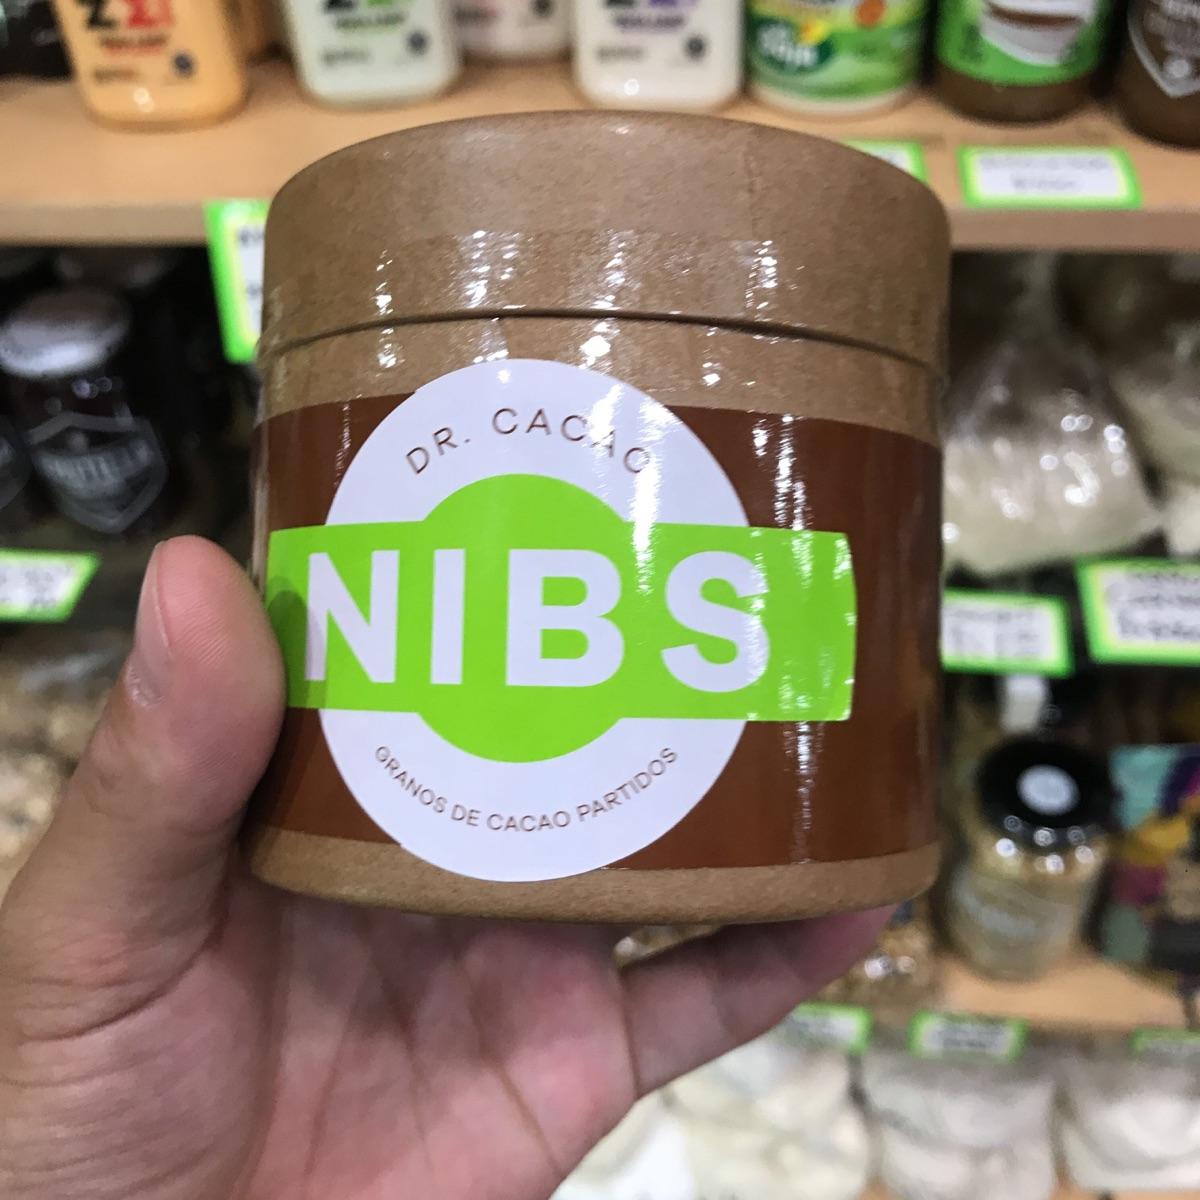 DR. CACAO
NIBS
GRANOS DE CACAO PARTIDOS